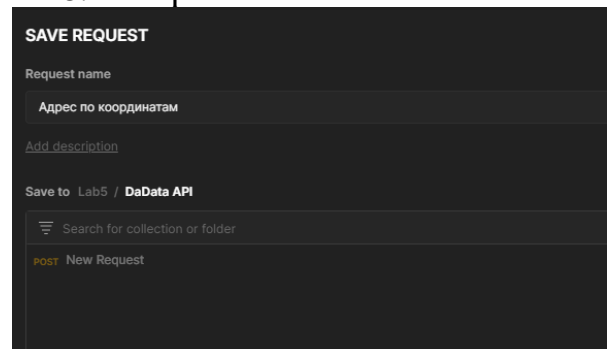 SAVE REQUEST
Request name
Адрес по координатам
Add description
Save to Lab5 / DaData API
Search for collection or folder
POST New Request